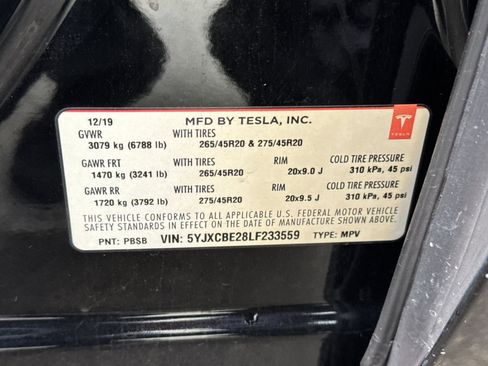 12/19 MFD BY TESLA, INC.
GVWR WITH TIRES
3079 kg (6788 lb) 265/45R20 & 275/45R20
GAWR FRT WITH TIRES RIM COLD TIRE PRESSURE
1470 kg (3241 lb) 265/45R20 20x9.0 J 310 kPa, 45 psi
GAWR RR WITH TIRES RIM COLD TIRE PRESSURE
1720 kg (3792 lb) 275/45R20 20x9.5 J 310 kPa, 45 psi
THIS VEHICLE CONFORMS TO ALL APPLICABLE U.S. FEDERAL MOTOR VEHICLE
SAFETY STANDARDS IN EFFECT ON THE DATE OF MANUFACTURE SHOWN ABOVE.
PNT: PBSB VIN: 5YJXCBE28LF233559 TYPE: MPV
TESLA